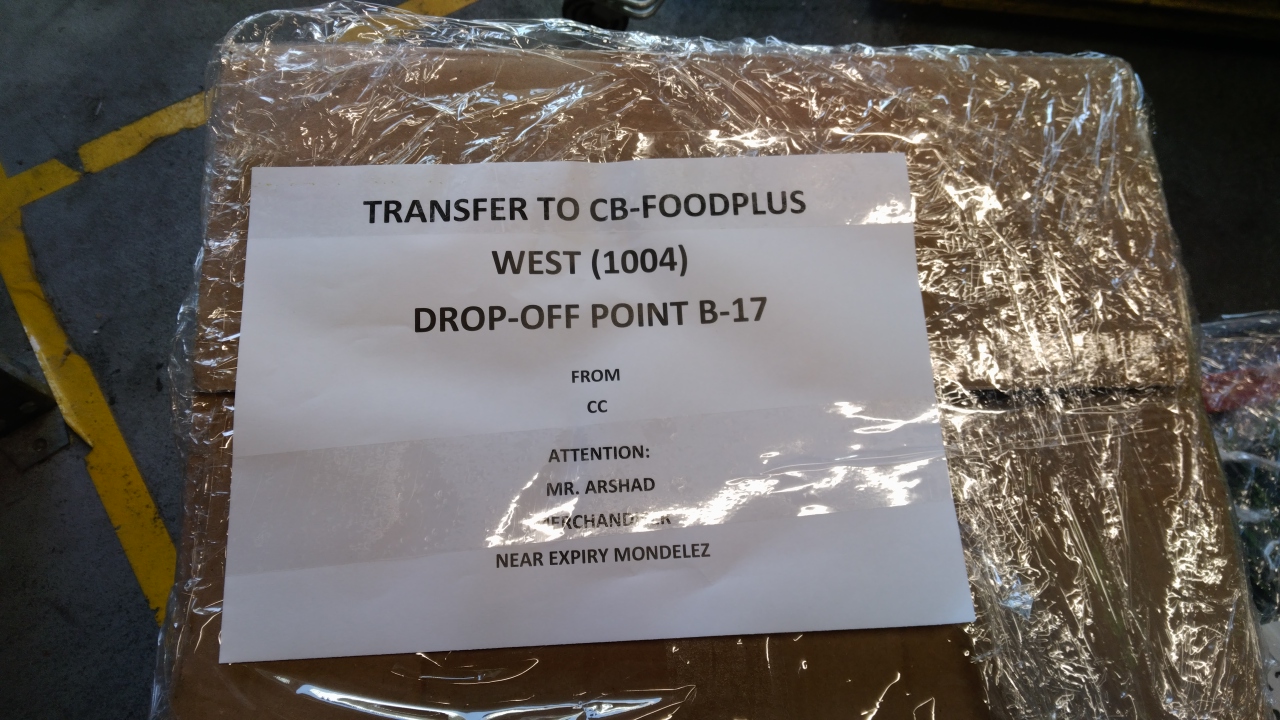 TRANSFER TO CB-FOODPLUS
WEST (1004)
DROP-OFF POINT B-17
FROM
CC
ATTENTION:
MR. ARSHAD
NEAR EXPIRY MONDELEZ